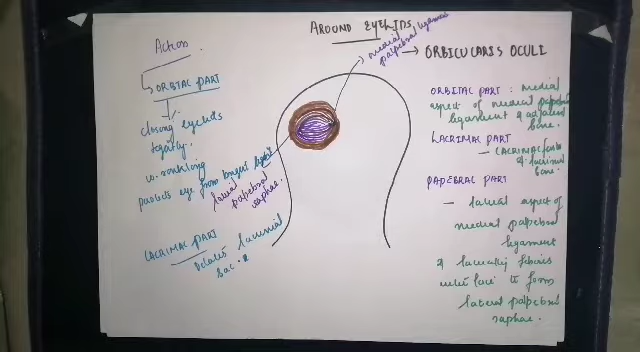 AROUND EYELIDS
medial
palpebral ligament
→ ORBICULARIS OCULI
Action
ORBITAL PART
closing eyelids
tightly.
protects eye from bright light
lateral
palpebral
raphae.
LACRIMAL PART
Dilates lacrimal
sac.
ORBITAL PART : medial
aspect of medial palpebral
ligament & adjacent
bone.
LACRIMAL PART
— LACRIMAL
of lacrimal
bone.
PAPEBRAL PART
— lateral aspect of
medial palpebral
ligament
& laterally fibres
interlace to form
lateral palpebral
raphae.